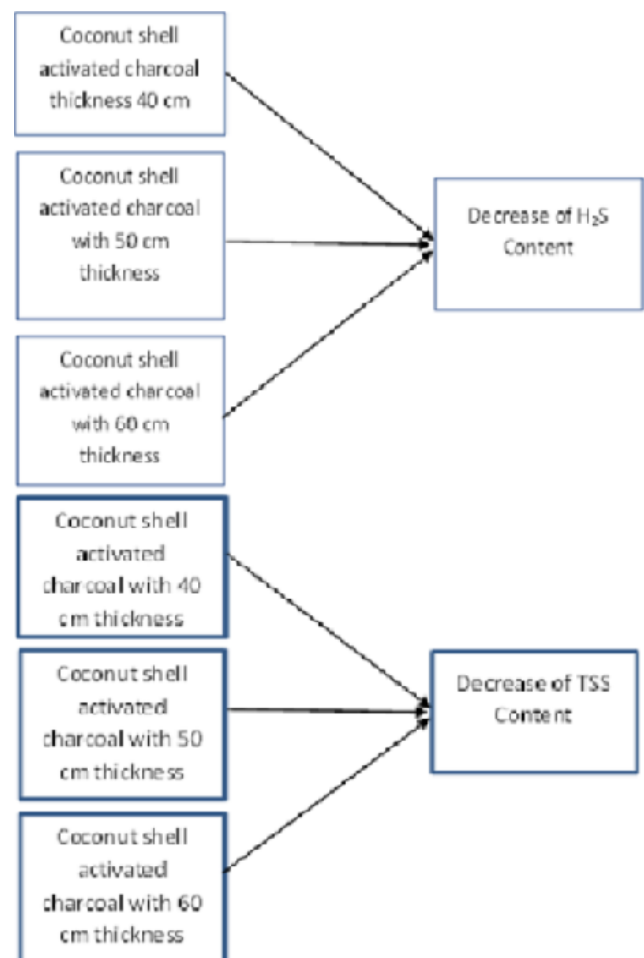 Coconut shell
activated charcoal
thickness 40 cm
Coconut shell
activated charcoal
with 50 cm
thickness
Decrease of H₂S
Content
Coconut shell
activated charcoal
with 60 cm
thickness
Coconut shell
activated
charcoal with 40
cm thickness
Coconut shell
activated
charcoal with 50
cm thickness
Decrease of TSS
Content
Coconut shell
activated
charcoal with 60
cm thickness